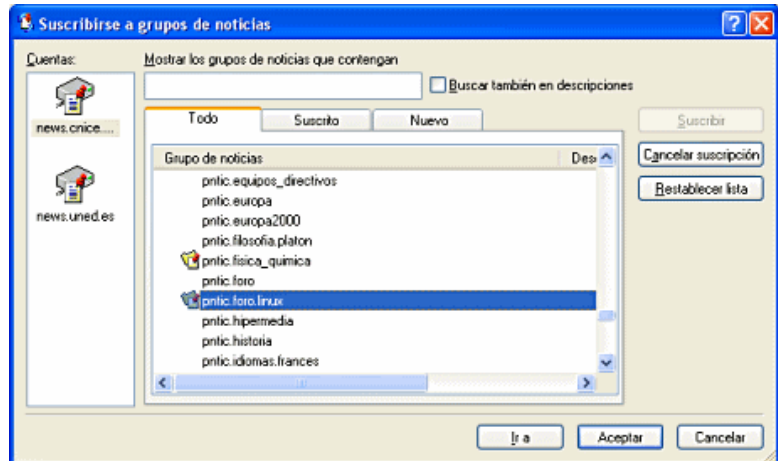 Suscribirse a grupos de noticias
Cuentas:
Mostrar los grupos de noticias que contengan
Buscar también en descripciones
news.cnice....
news.uned.es
Todo
Suscrito
Nuevo
Suscribir
Cancelar suscripción
Restablecer lista
Grupo de noticias
Des
pntic.equipos_directivos
pntic.europa
pntic.europa2000
pntic.filosofia.platon
pntic.fisica_quimica
pntic.foro
pntic.foro.linux
pntic.hipermedia
pntic.historia
pntic.idiomas.frances
Ir a
Aceptar
Cancelar